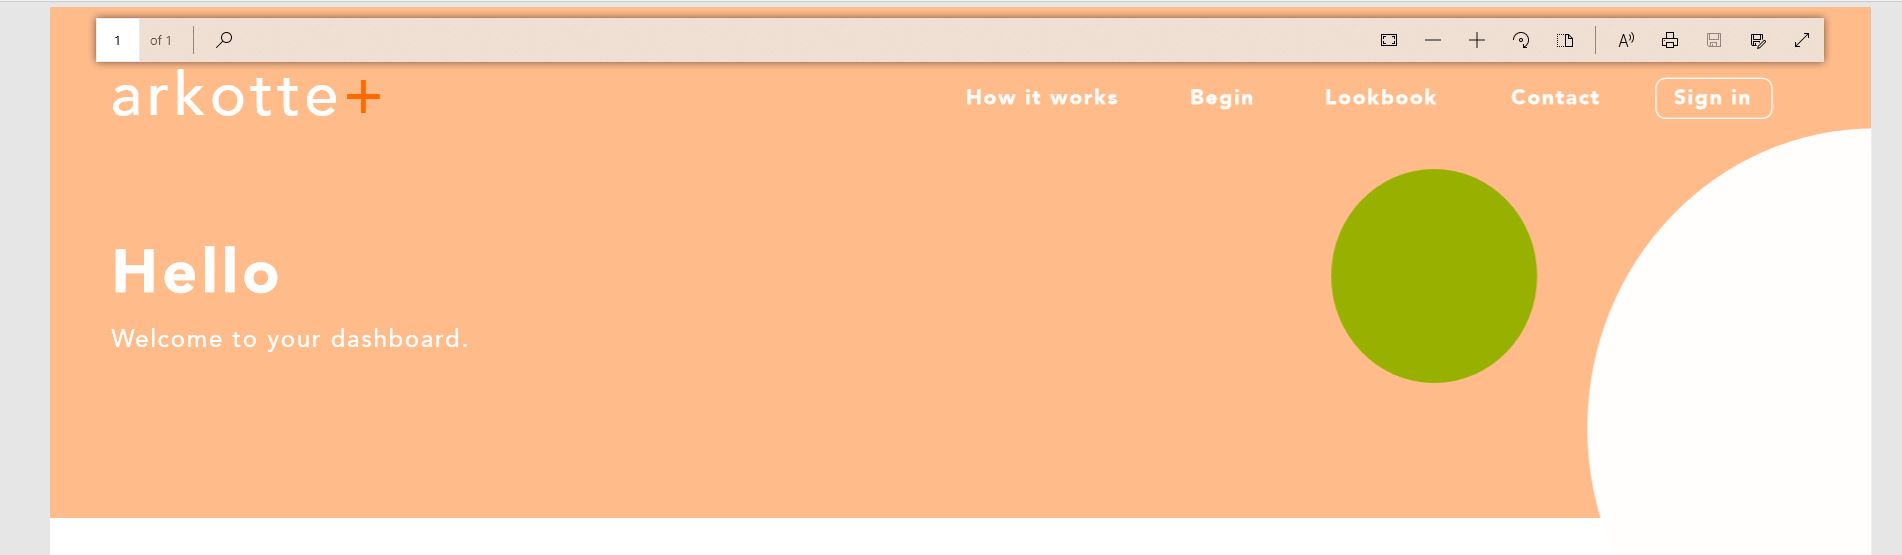 1 of 1
arkotte+
How it works Begin Lookbook Contact Sign in
Hello
Welcome to your dashboard.